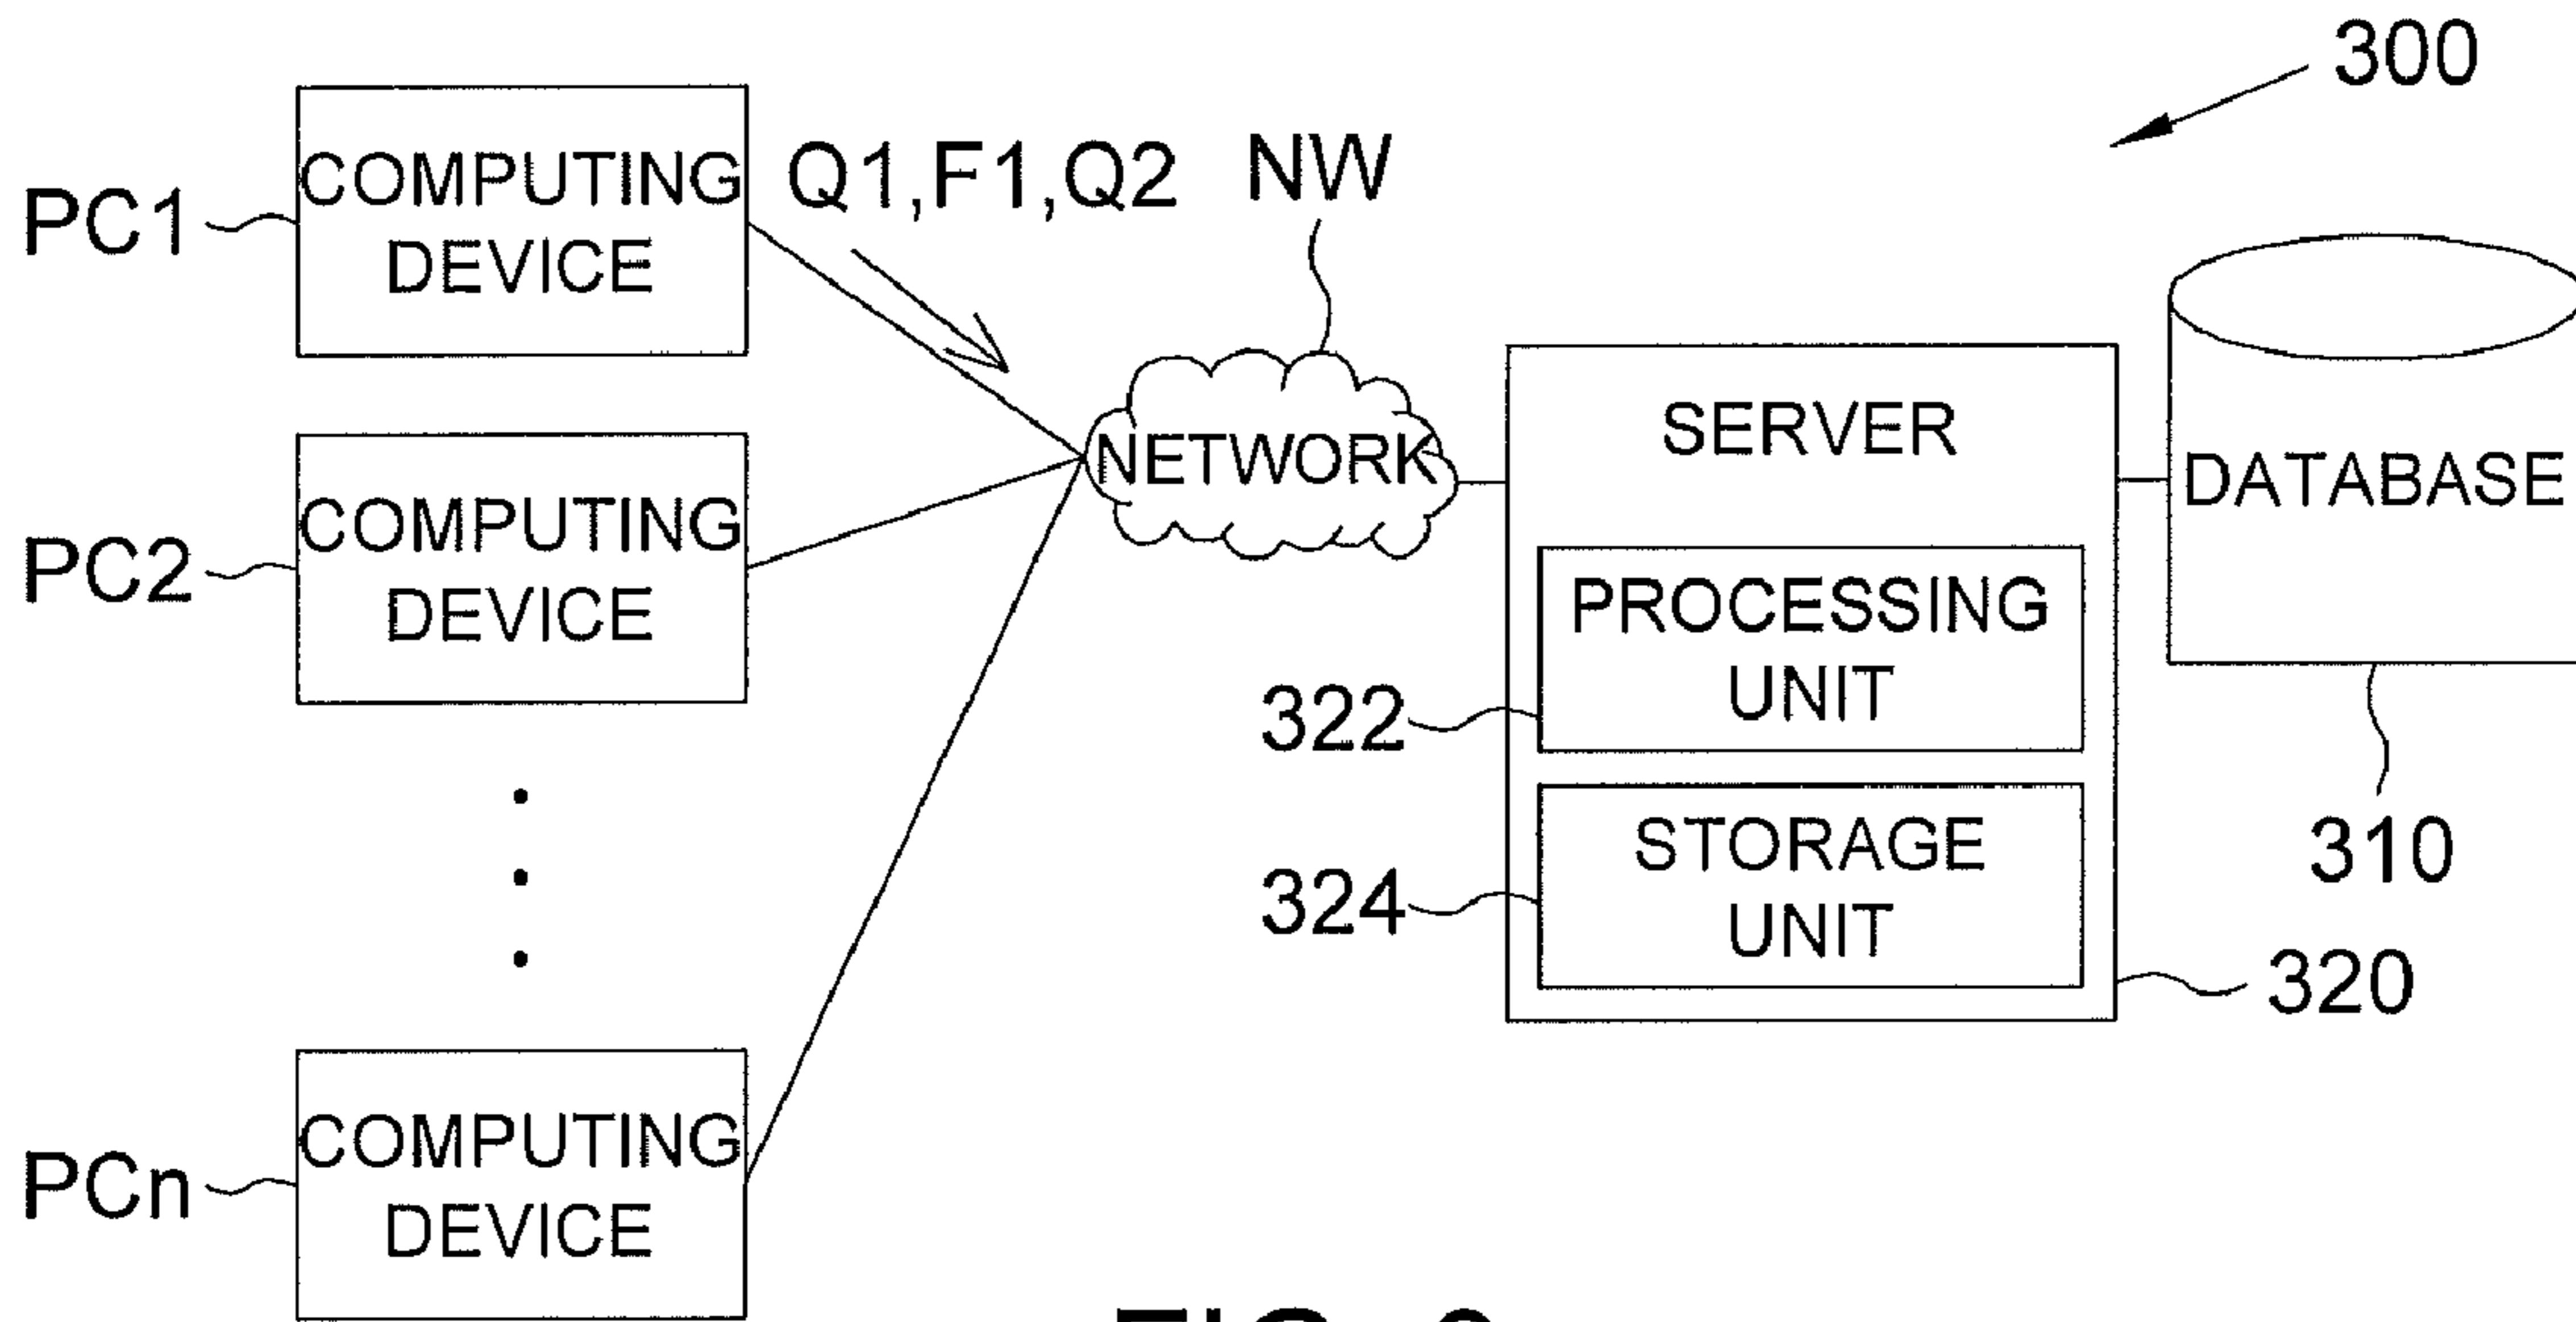 300
COMPUTING
DEVICE
PC1
Q1,F1,Q2
NW
COMPUTING
DEVICE
PC2
NETWORK
SERVER
DATABASE
PROCESSING
UNIT
322
STORAGE
UNIT
324
310
320
COMPUTING
DEVICE
PCn